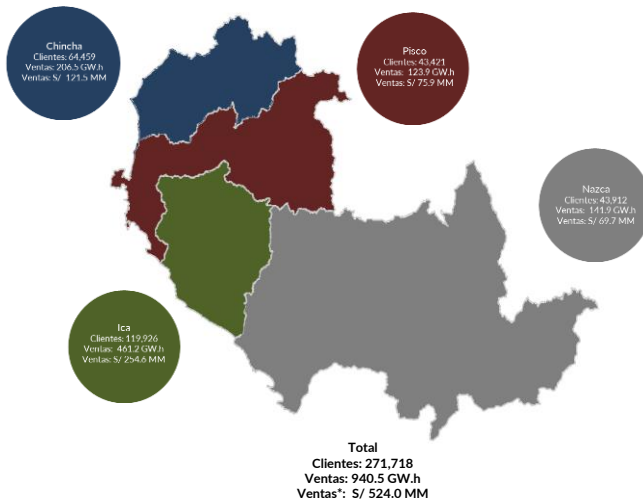 Chincha
Clientes: 64,459
Ventas: 206.5 GW.h
Ventas: S/ 121.5 MM
Pisco
Clientes: 43,421
Ventas: 123.9 GW.h
Ventas: S/ 75.9 MM
Nazca
Clientes: 43,912
Ventas: 141.9 GW.h
Ventas: S/ 69.7 MM
Ica
Clientes: 119,926
Ventas: 461.2 GW.h
Ventas: S/ 254.6 MM
Total
Clientes: 271,718
Ventas: 940.5 GW.h
Ventas*: S/ 524.0 MM